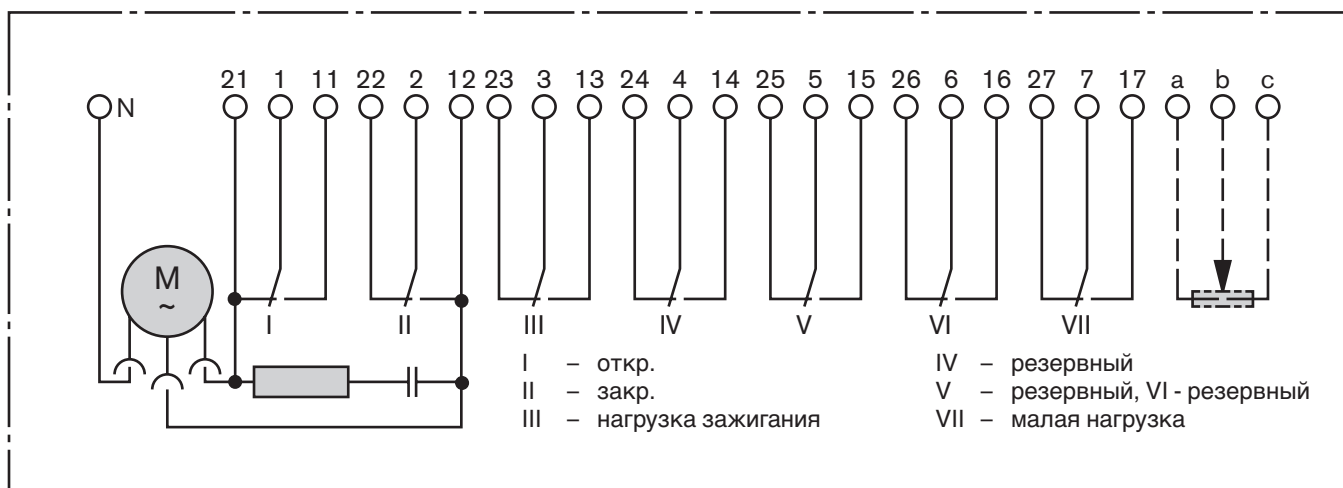 21 1 11 22 2 12 23 3 13 24 4 14 25 5 15 26 6 16 27 7 17 a b c
N
M
~
I II III IV V VI VII
I – откр.
II – закр.
III – нагрузка зажигания
IV – резервный
V – резервный, VI - резервный
VII – малая нагрузка